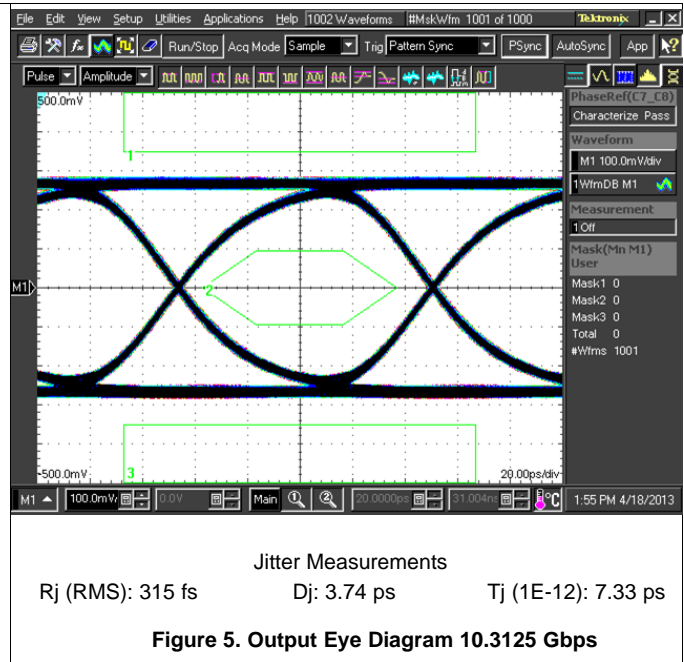 File Edit View Setup Utilities Applications Help 1002 Waveforms #MskWfm 1001 of 1000 Tektronix
Run/Stop Acq Mode Sample Trig Pattern Sync PSync AutoSync App
Pulse Amplitude
500.0mV
PhaseRef(C7_C8)
Characterize Pass
Waveform
M1 100.0mV/div
1 WfmDB M1
Measurement
1 Off
Mask(Mn M1)
User
Mask1 0
Mask2 0
Mask3 0
Total 0
#Wfms 1001
1
M1
2
3
-500.0mV
20.00ps/div
M1 100.0mV/ 0.0V Main 1 2 20.0000ps 31.004ns °C 1:55 PM 4/18/2013
Jitter Measurements
Rj (RMS): 315 fs Dj: 3.74 ps Tj (1E-12): 7.33 ps
Figure 5. Output Eye Diagram 10.3125 Gbps